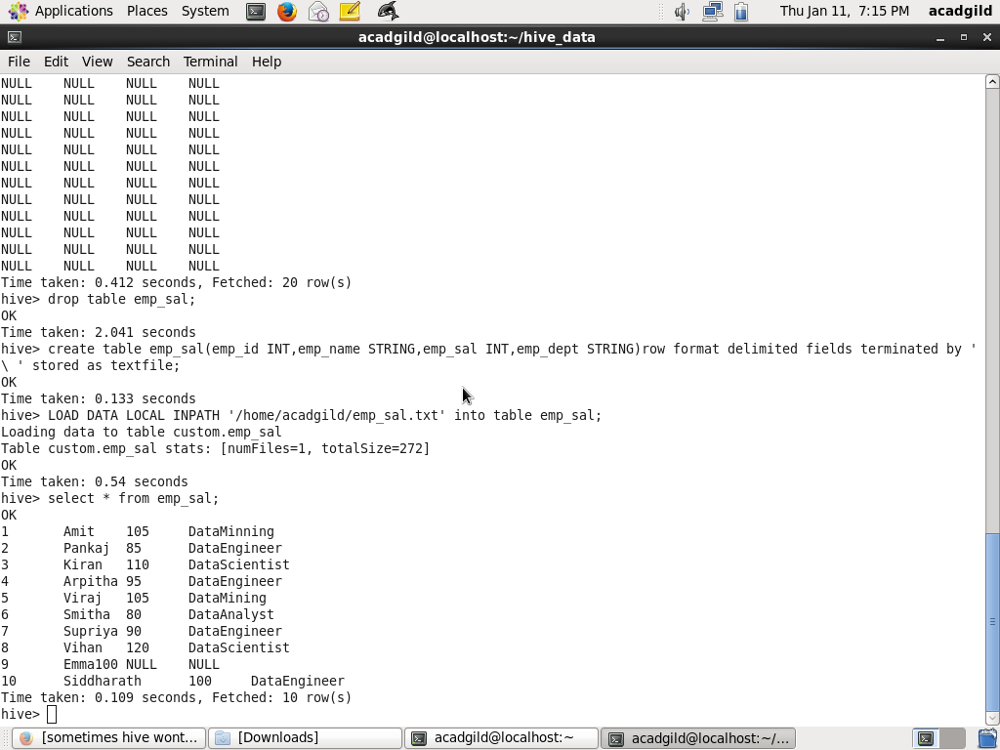 Applications Places System Thu Jan 11, 7:15 PM acadgild
acadgild@localhost:~/hive_data
File Edit View Search Terminal Help
NULL NULL NULL NULL
NULL NULL NULL NULL
NULL NULL NULL NULL
NULL NULL NULL NULL
NULL NULL NULL NULL
NULL NULL NULL NULL
NULL NULL NULL NULL
NULL NULL NULL NULL
NULL NULL NULL NULL
NULL NULL NULL NULL
NULL NULL NULL NULL
NULL NULL NULL NULL
Time taken: 0.412 seconds, Fetched: 20 row(s)
hive> drop table emp_sal;
OK
Time taken: 2.041 seconds
hive> create table emp_sal(emp_id INT,emp_name STRING,emp_sal INT,emp_dept STRING)row format delimited fields terminated by '
\ ' stored as textfile;
OK
Time taken: 0.133 seconds
hive> LOAD DATA LOCAL INPATH '/home/acadgild/emp_sal.txt' into table emp_sal;
Loading data to table custom.emp_sal
Table custom.emp_sal stats: [numFiles=1, totalSize=272]
OK
Time taken: 0.54 seconds
hive> select * from emp_sal;
OK
1 Amit 105 DataMinning
2 Pankaj 85 DataEngineer
3 Kiran 110 DataScientist
4 Arpitha 95 DataEngineer
5 Viraj 105 DataMining
6 Smitha 80 DataAnalyst
7 Supriya 90 DataEngineer
8 Vihan 120 DataScientist
9 Emma100 NULL NULL
10 Siddharath 100 DataEngineer
Time taken: 0.109 seconds, Fetched: 10 row(s)
hive>
[sometimes hive wont... [Downloads] acadgild@localhost:~ acadgild@localhost:~/...